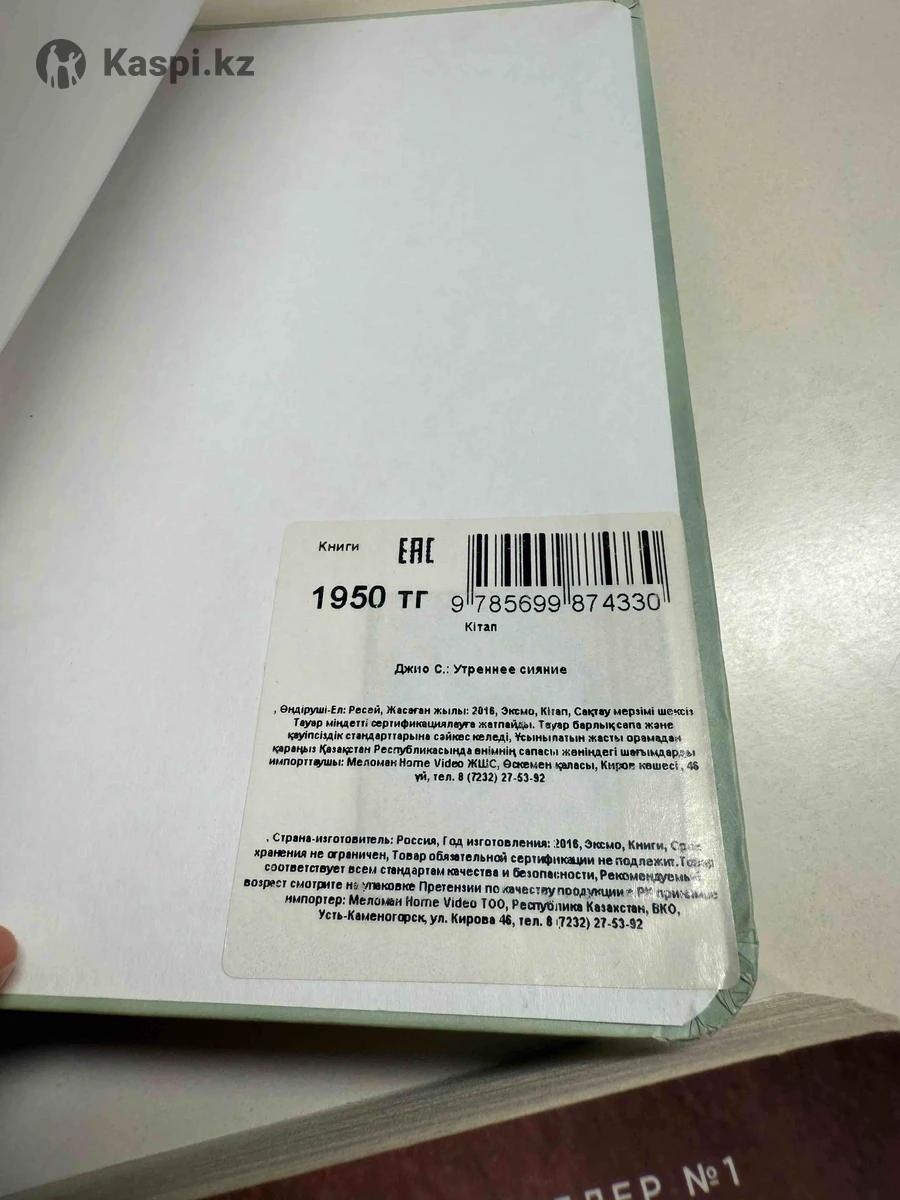 Kaspi.kz
Книги
ЕАС
1950 тг
9 785699 874330
Кітап
Джио С.: Утреннее сияние
, Өндіруші-Ел: Ресей, Жасаған жылы: 2016, Эксмо, Кітап, Сақтау мерзімі шексіз
Тауар міндетті сертификациялауға жатпайды. Тауар барлық сапа және
қауіпсіздік стандарттарына сәйкес келеді, Ұсынылатын жасты орамадан
қараңыз Қазақстан Республикасында өнімнің сапасы жөніндегі шағымдарды
импорттаушы: Меломан Home Video ЖШС, Өскемен қаласы, Киров көшесі, 46
үй, тел. 8 (7232) 27-53-92
, Страна-изготовитель: Россия, Год изготовления: 2016, Эксмо, Книги, Срок
хранения не ограничен, Товар обязательной сертификации не подлежит. Товар
соответствует всем стандартам качества и безопасности, Рекомендуемый
возраст смотрите на упаковке Претензии по качеству продукции в РК
импортер: Меломан Home Video ТОО, Республика Казахстан, ВКО,
Усть-Каменогорск, ул. Кирова 46, тел. 8 (7232) 27-53-92
№1